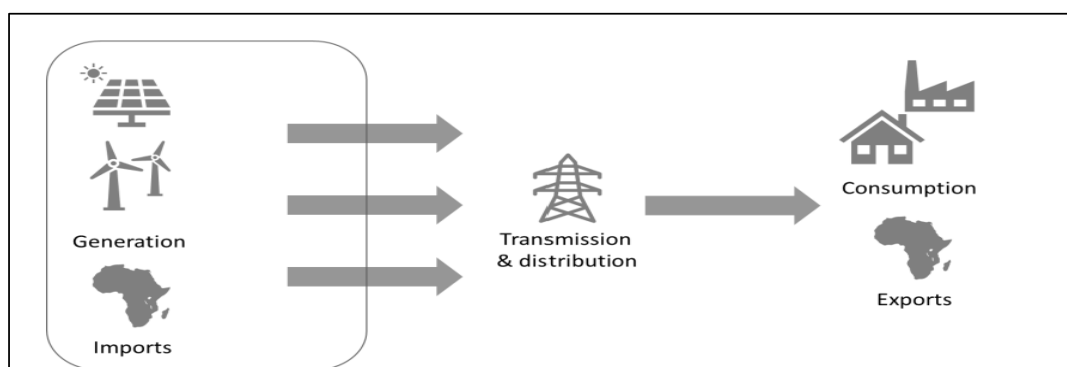 Generation
Imports
Transmission
& distribution
Consumption
Exports